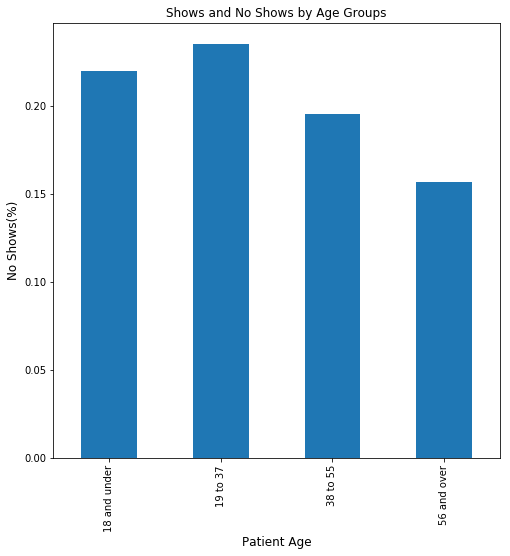 Shows and No Shows by Age Groups
No Shows(%)
0.20
0.15
0.10
0.05
0.00
18 and under
19 to 37
38 to 55
56 and over
Patient Age